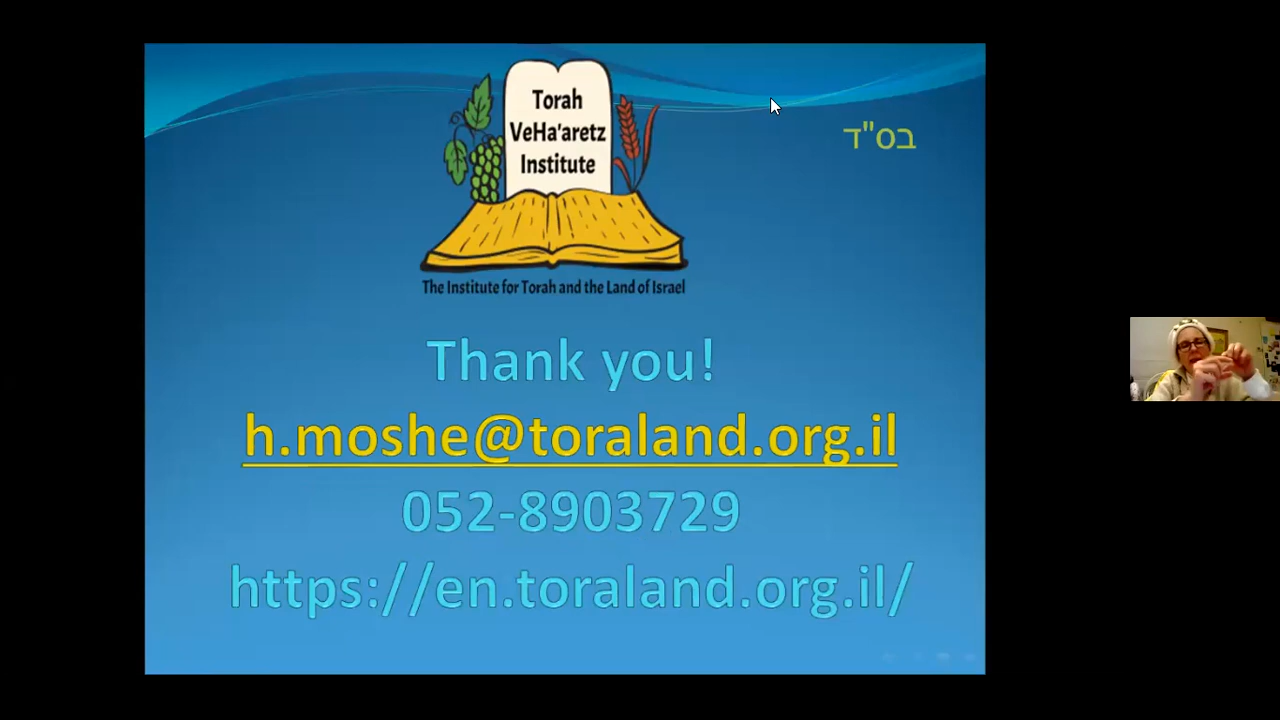 Torah
VeHa'aretz
Institute
בס"ד
The Institute for Torah and the Land of Israel
Thank you!
h.moshe@toraland.org.il
052-8903729
https://en.toraland.org.il/